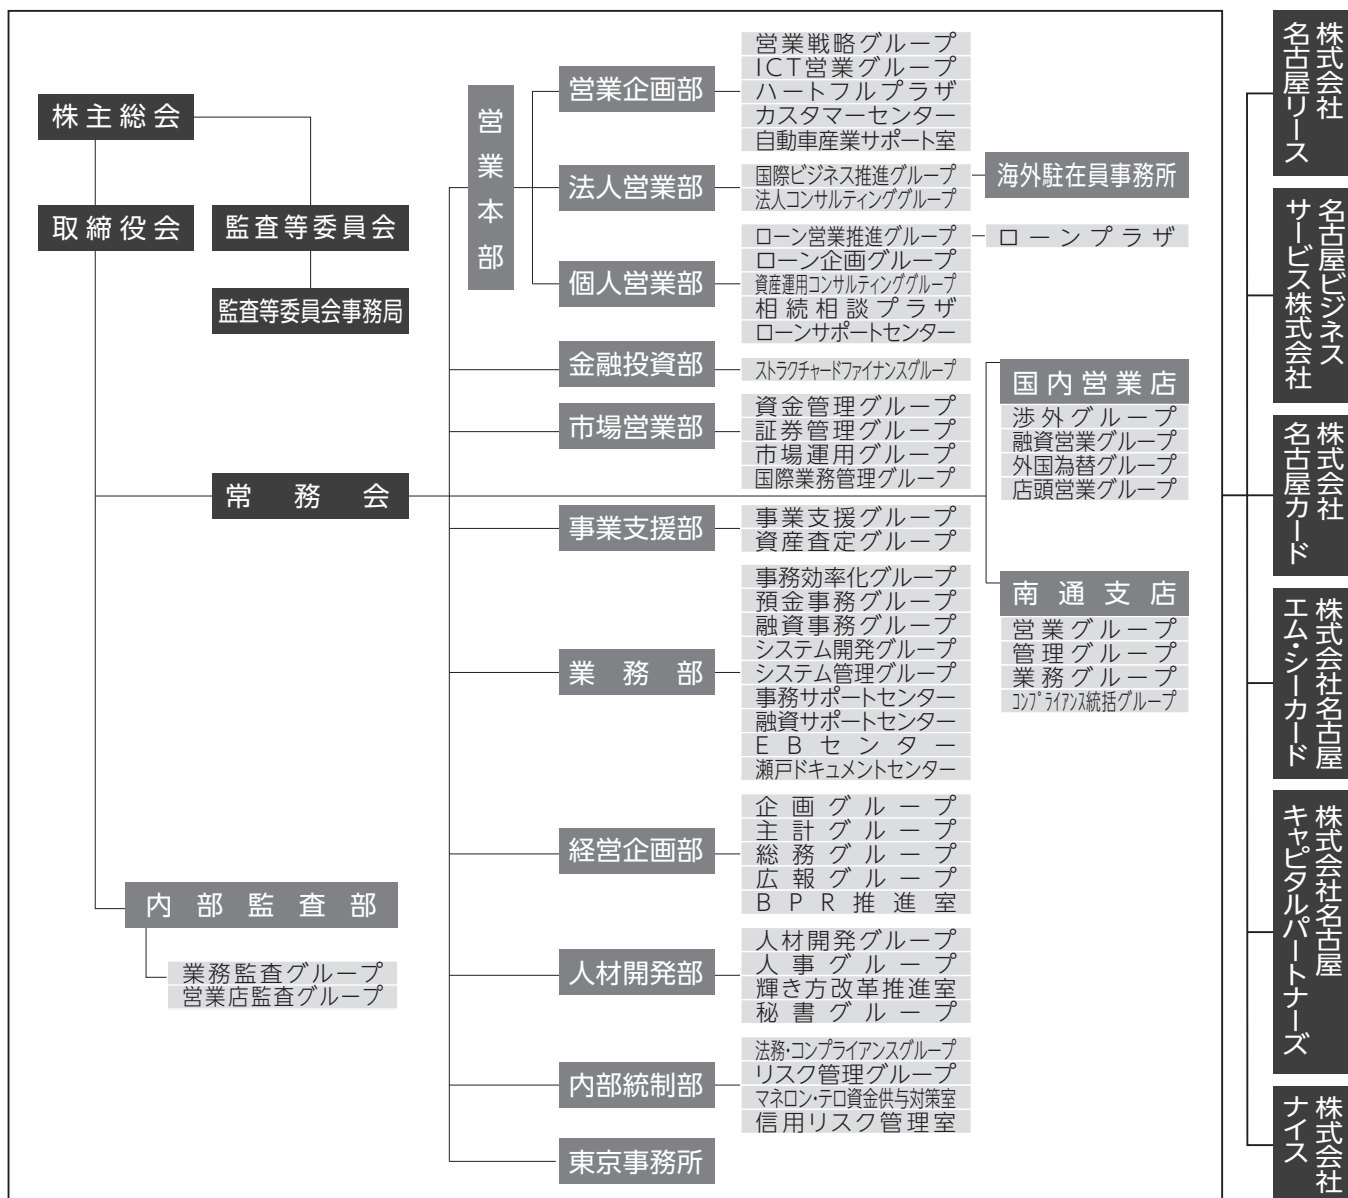 株主総会
取締役会
監査等委員会
監査等委員会事務局
常務会
内部監査部
業務監査グループ
営業店監査グループ
営業本部
営業企画部
営業戦略グループ
ICT営業グループ
ハートフルプラザ
カスタマーセンター
自動車産業サポート室
法人営業部
国際ビジネス推進グループ
法人コンサルティンググループ
海外駐在員事務所
個人営業部
ローン営業推進グループ
ローン企画グループ
資産運用コンサルティンググループ
相続相談プラザ
ローンサポートセンター
ローンプラザ
金融投資部
ストラクチャードファイナンスグループ
市場営業部
資金管理グループ
証券管理グループ
市場運用グループ
国際業務管理グループ
事業支援部
事業支援グループ
資産査定グループ
業務部
事務効率化グループ
預金事務グループ
融資事務グループ
システム開発グループ
システム管理グループ
事務サポートセンター
融資サポートセンター
EBセンター
瀬戸ドキュメントセンター
経営企画部
企画グループ
主計グループ
総務グループ
広報グループ
BPR推進室
人材開発部
人材開発グループ
人事グループ
輝き方改革推進室
秘書グループ
内部統制部
法務・コンプライアンスグループ
リスク管理グループ
マネロン・テロ資金供与対策室
信用リスク管理室
東京事務所
国内営業店
渉外グループ
融資営業グループ
外国為替グループ
店頭営業グループ
南通支店
営業グループ
管理グループ
業務グループ
コンプライアンス統括グループ
株式会社
名古屋リース
名古屋ビジネス
サービス株式会社
株式会社
名古屋カード
株式会社名古屋
エム・シーカード
株式会社名古屋
キャピタルパートナーズ
株式会社
ナイス